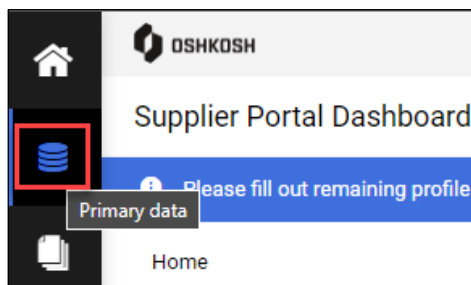 OSHKOSH
Supplier Portal Dashboard
Please fill out remaining profile
Primary data
Home